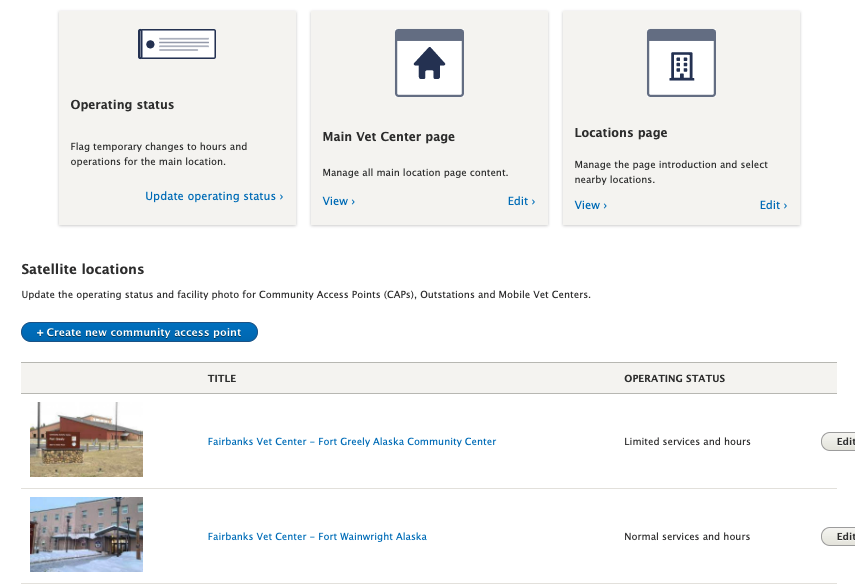 Operating status
Flag temporary changes to hours and
operations for the main location.
Update operating status ›
Main Vet Center page
Manage all main location page content.
View ›
Edit ›
Locations page
Manage the page introduction and select
nearby locations.
View ›
Edit ›
Satellite locations
Update the operating status and facility photo for Community Access Points (CAPs), Outstations and Mobile Vet Centers.
+ Create new community access point
TITLE OPERATING STATUS
Fairbanks Vet Center – Fort Greely Alaska Community Center Limited services and hours Edit
Fairbanks Vet Center – Fort Wainwright Alaska Normal services and hours Edit